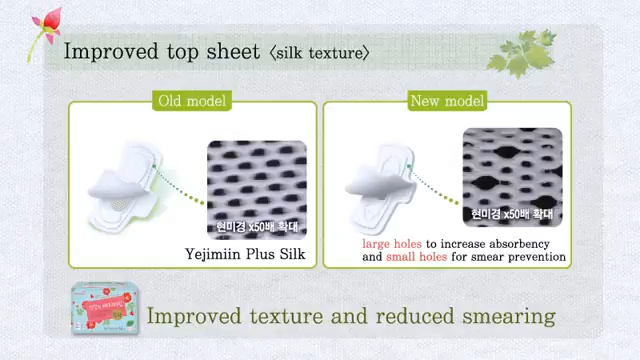 Improved top sheet 〈silk texture〉
Old model
현미경 x50배 확대
Yejimiin Plus Silk
New model
현미경 x50배 확대
large holes to increase absorbency
and small holes for smear prevention
Improved texture and reduced smearing